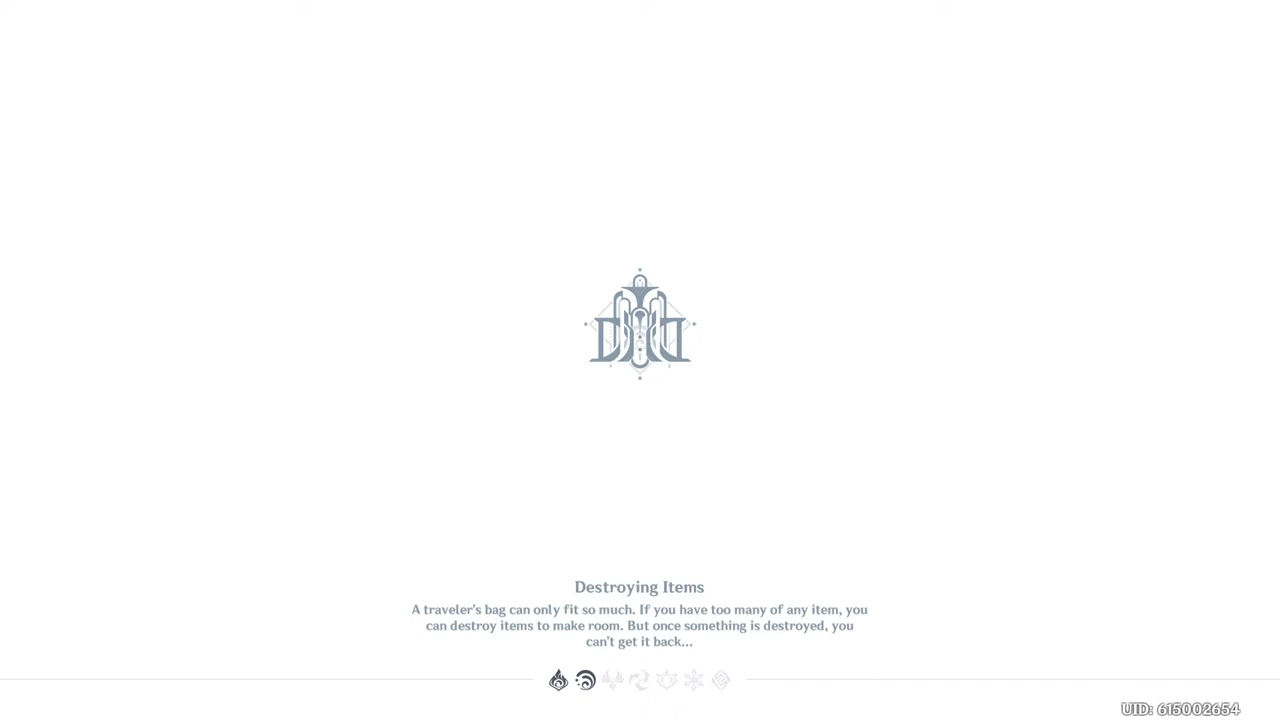 Destroying Items
A traveler's bag can only fit so much. If you have too many of any item, you
can destroy items to make room. But once something is destroyed, you
can't get it back...
UID: 615002654